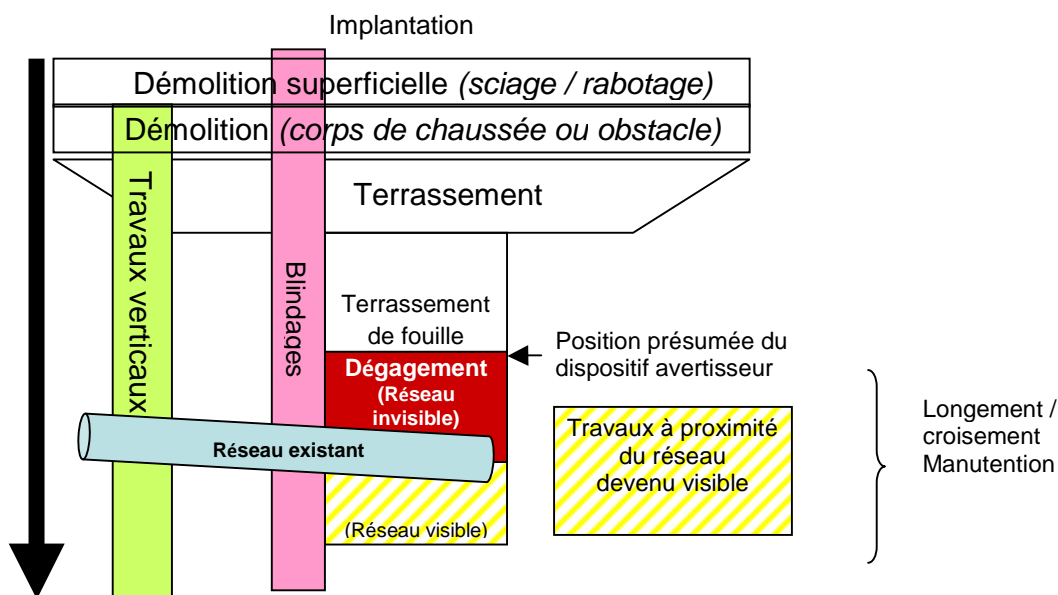 Implantation
Démolition superficielle (sciage / rabotage)
Démolition (corps de chaussée ou obstacle)
Terrassement
Travaux verticaux
Blindages
Terrassement
de fouille
Position présumée du
dispositif avertisseur
Dégagement
(Réseau
invisible)
Réseau existant
(Réseau visible)
Travaux à proximité
du réseau
devenu visible
Longement /
croisement
Manutention